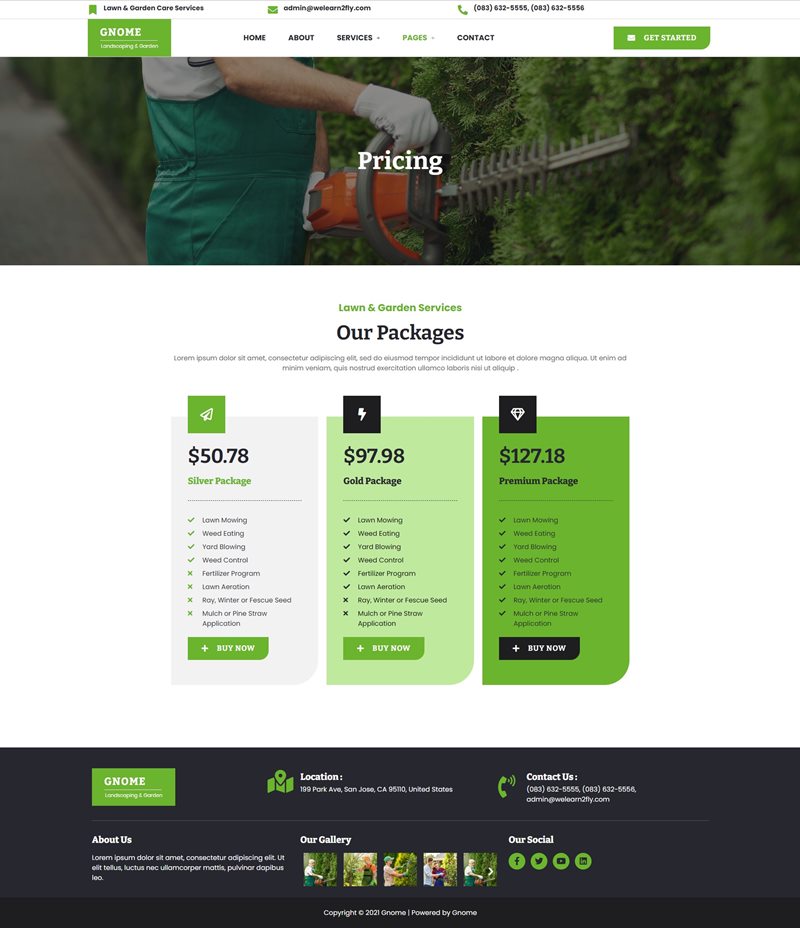 Lawn & Garden Care Services
admin@welearn2fly.com
(083) 632-5555, (083) 632-5556
GNOME
Landscoping & Garden
HOME
ABOUT
SERVICES
PAGES
CONTACT
GET STARTED
Pricing
Lawn & Garden Services
Our Packages
Lorem ipsum dolor sit amet, consectetur adipiscing elit, sed do eiusmod tempor incididunt ut labore et dolore magna aliqua. Ut enim ad
minim veniam, quis nostrud exercitation ullamco laboris nisi ut aliquip .
$50.78
Silver Package
Lawn Mowing
Weed Eating
Yard Blowing
Weed Control
Fertilizer Program
Lawn Aeration
Ray, Winter or Fescue Seed
Mulch or Pine Straw
Application
BUY NOW
$97.98
Gold Package
Lawn Mowing
Weed Eating
Yard Blowing
Weed Control
Fertilizer Program
Lawn Aeration
Ray, Winter or Fescue Seed
Mulch or Pine Straw
Application
BUY NOW
$127.18
Premium Package
Lawn Mowing
Weed Eating
Yard Blowing
Weed Control
Fertilizer Program
Lawn Aeration
Ray, Winter or Fescue Seed
Mulch or Pine Straw
Application
BUY NOW
GNOME
Landscoping & Garden
Location :
199 Park Ave, San Jose, CA 95110, United States
Contact Us :
(083) 632-5555, (083) 632-5556,
admin@welearn2fly.com
About Us
Lorem ipsum dolor sit amet, consectetur adipiscing elit. Ut
elit tellus, luctus nec ullamcorper mattis, pulvinar dapibus
leo.
Our Gallery
Our Social
Copyright © 2021 Gnome | Powered by Gnome